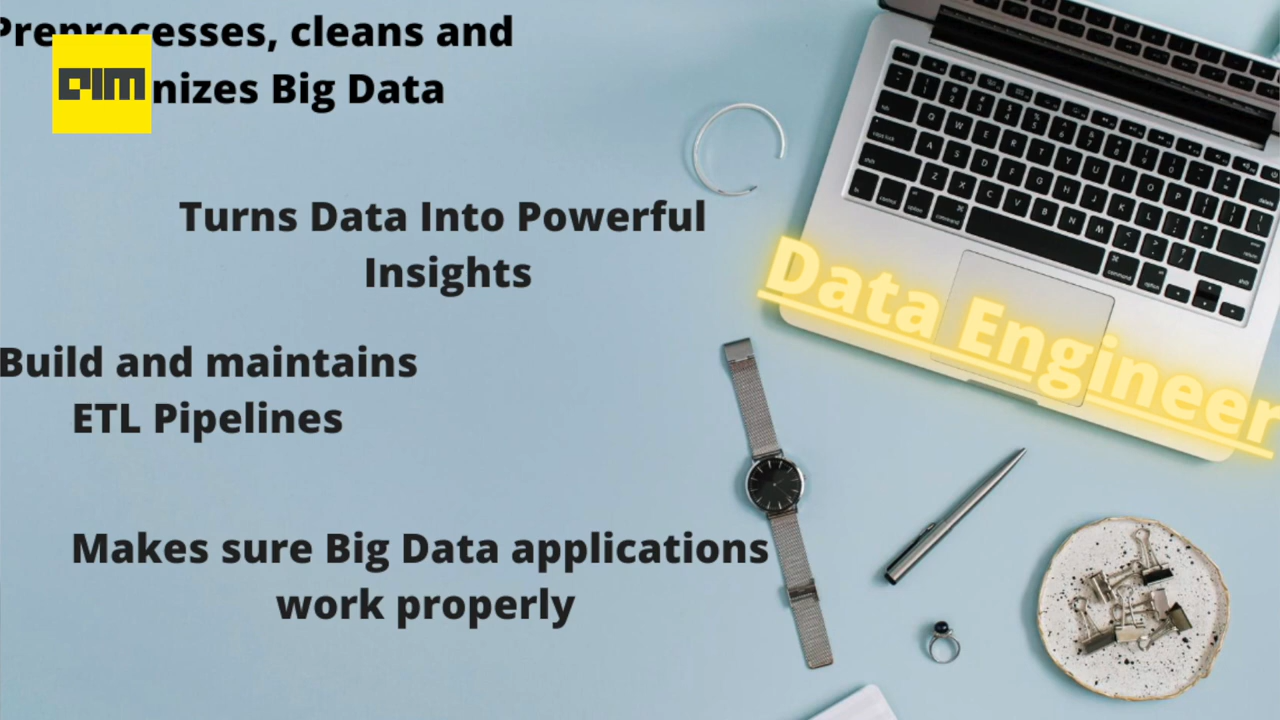 Preprocesses, cleans and
nizes Big Data
AIM
Turns Data Into Powerful
Insights
Build and maintains
ETL Pipelines
Makes sure Big Data applications
work properly
Data Engineer